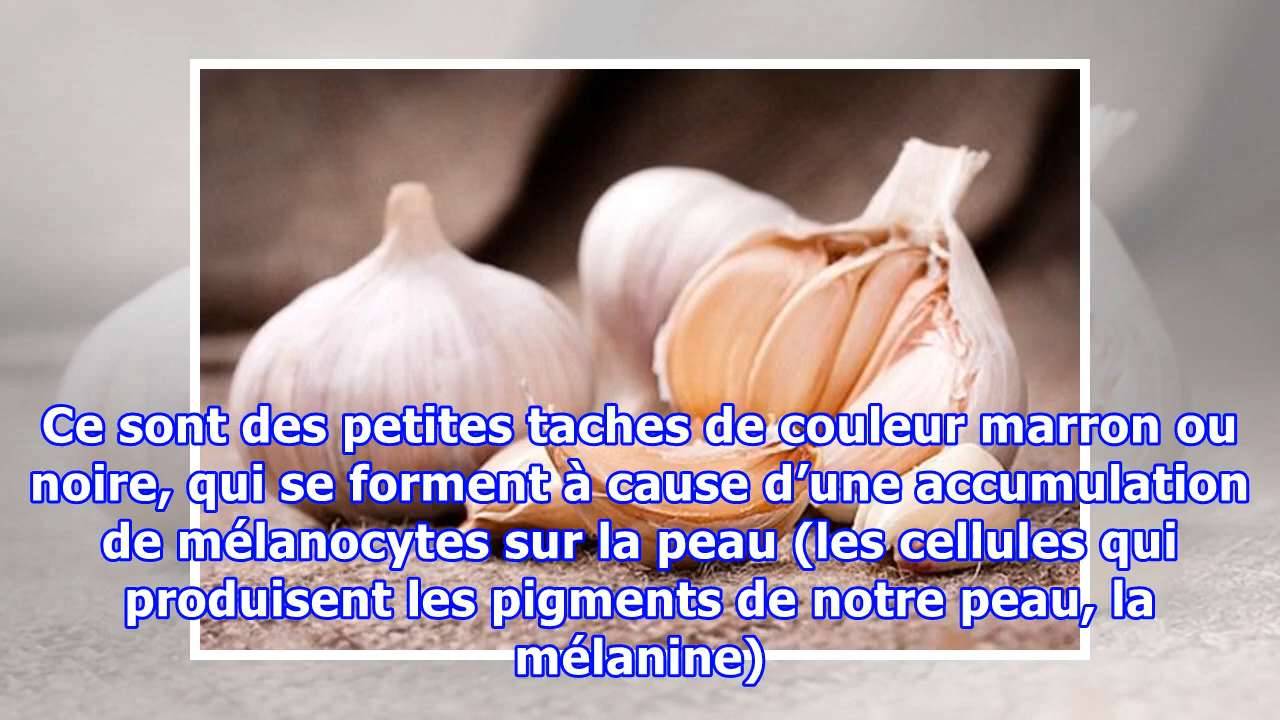 Ce sont des petites taches de couleur marron ou
noire, qui se forment à cause d’une accumulation
de mélanocytes sur la peau (les cellules qui
produisent les pigments de notre peau, la
mélanine)